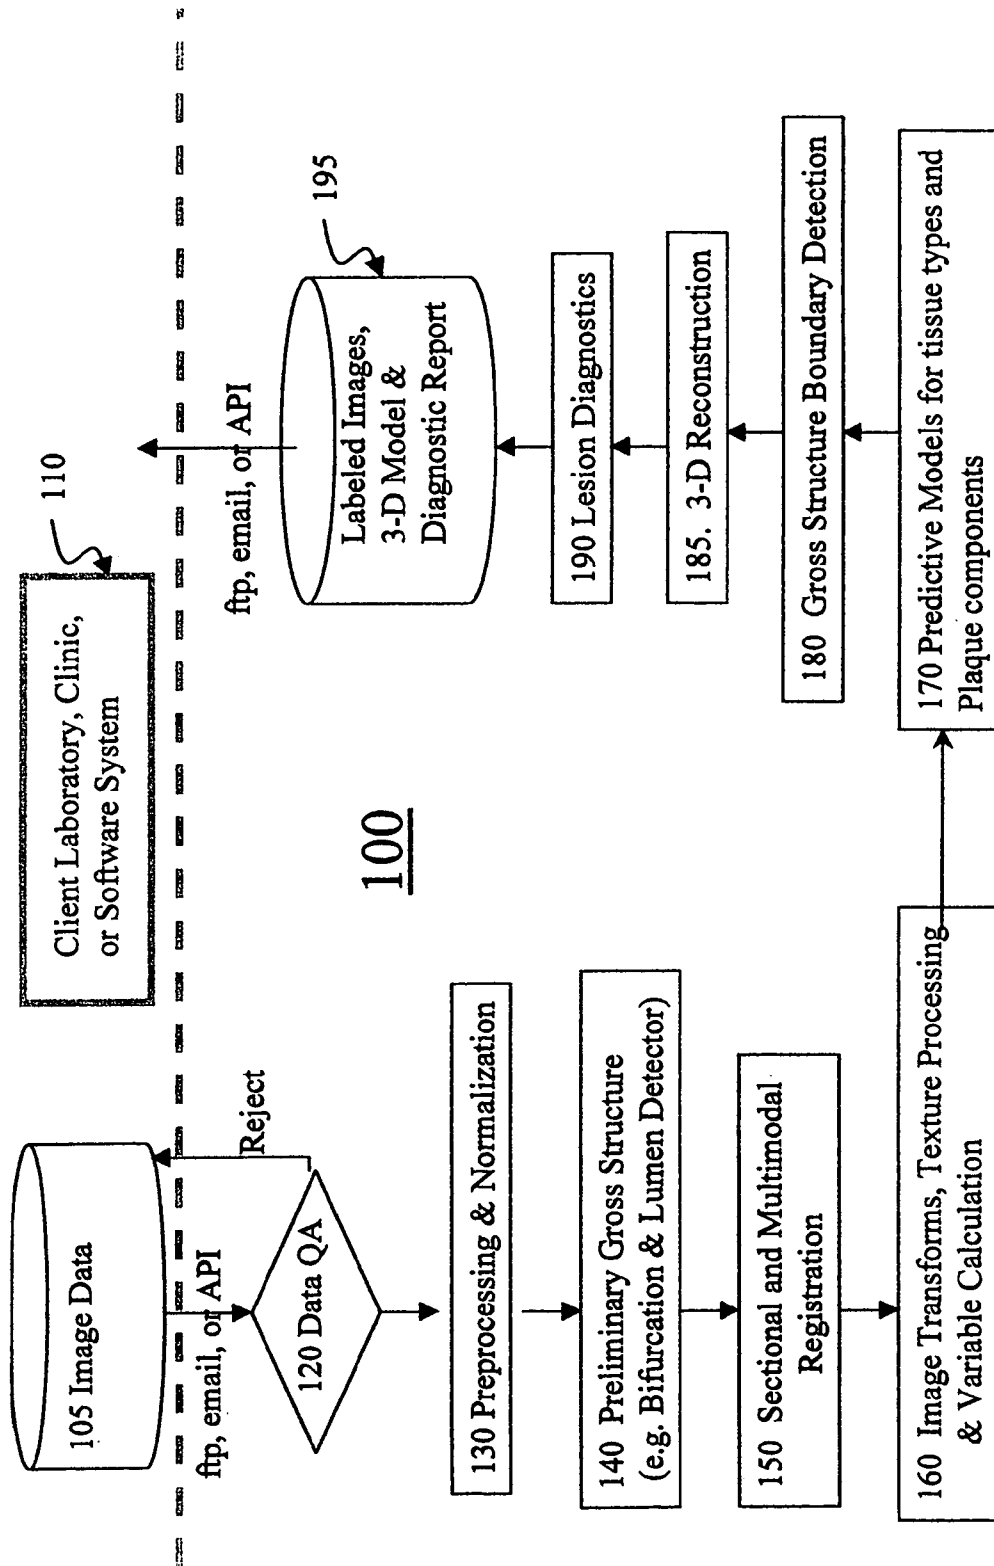 105 Image Data
ftp, email, or API
Reject
120 Data QA
130 Preprocessing & Normalization
140 Preliminary Gross Structure
(e.g. Bifurcation & Lumen Detector)
150 Sectional and Multimodal
Registration
160 Image Transforms, Texture Processing
& Variable Calculation
Client Laboratory, Clinic,
or Software System
110
100
ftp, email, or API
195
Labeled Images,
3-D Model &
Diagnostic Report
190 Lesion Diagnostics
185. 3-D Reconstruction
180 Gross Structure Boundary Detection
170 Predictive Models for tissue types and
Plaque components